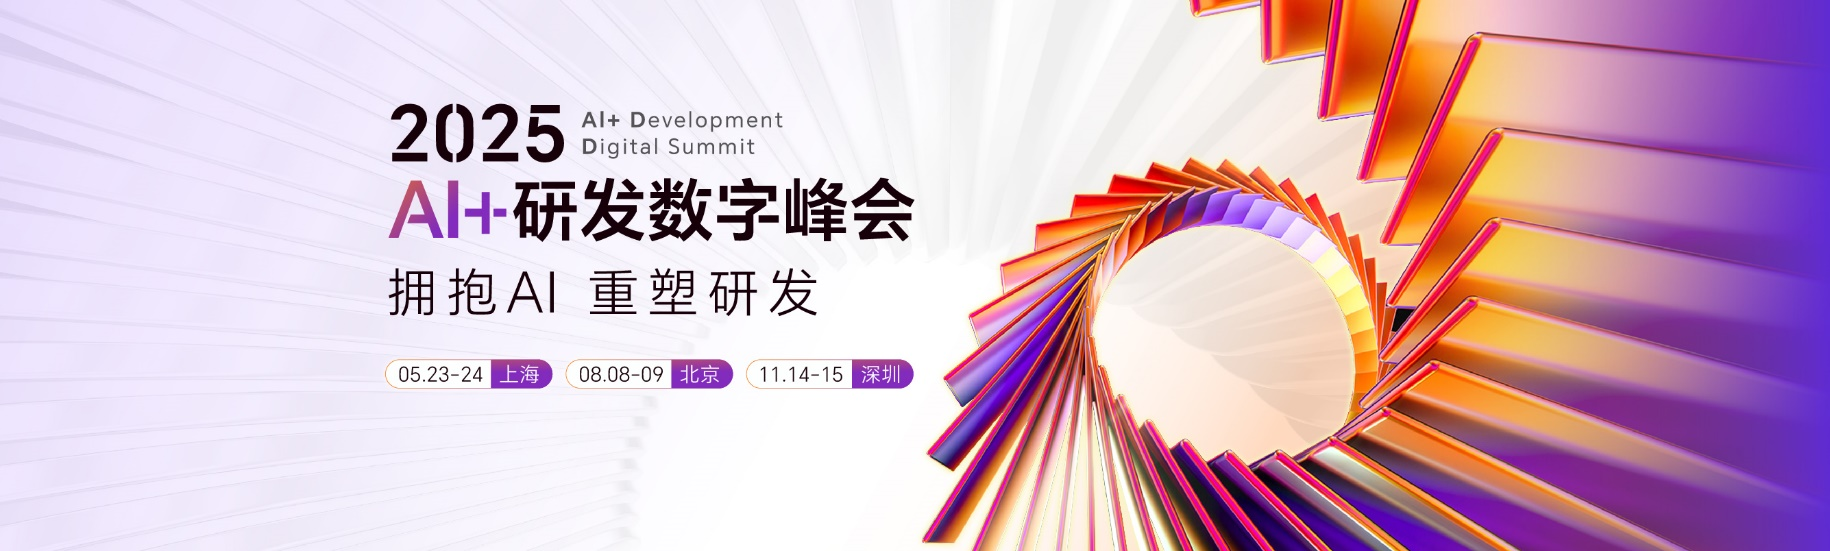 2025
AI+ Development
Digital Summit
AI+研发数字峰会
拥抱AI 重塑研发
05.23-24 上海 08.08-09 北京 11.14-15 深圳